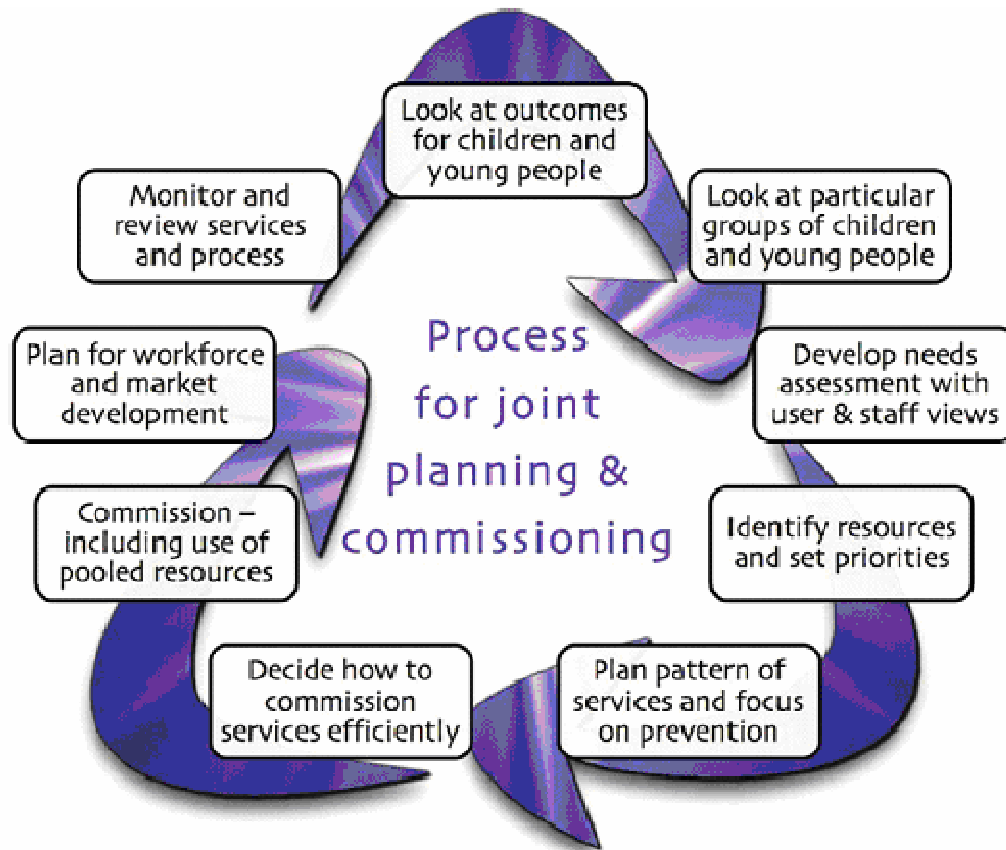 Look at outcomes
for children and
young people
Look at particular
groups of children
and young people
Develop needs
assessment with
user & staff views
Identify resources
and set priorities
Plan pattern of
services and focus
on prevention
Decide how to
commission
services efficiently
Commission –
including use of
pooled resources
Plan for workforce
and market
development
Monitor and
review services
and process
Process
for joint
planning &
commissioning